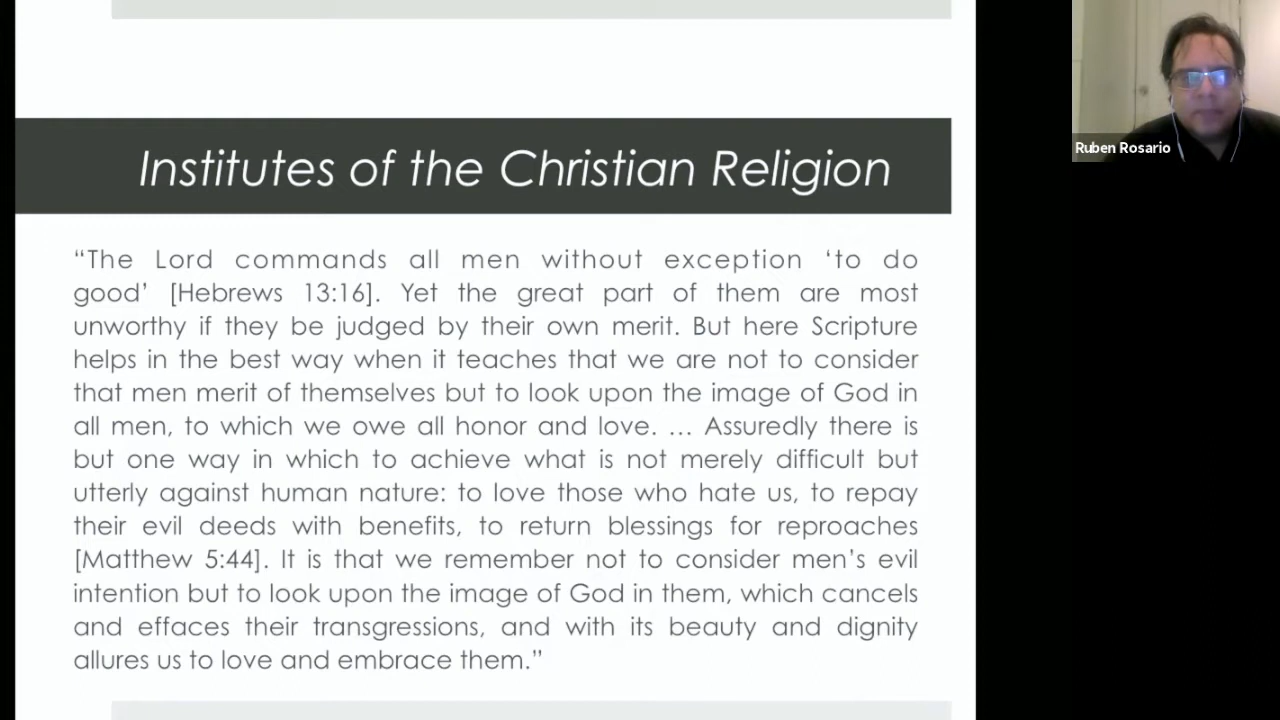 Institutes of the Christian Religion
“The Lord commands all men without exception ‘to do
good’ [Hebrews 13:16]. Yet the great part of them are most
unworthy if they be judged by their own merit. But here Scripture
helps in the best way when it teaches that we are not to consider
that men merit of themselves but to look upon the image of God in
all men, to which we owe all honor and love. … Assuredly there is
but one way in which to achieve what is not merely difficult but
utterly against human nature: to love those who hate us, to repay
their evil deeds with benefits, to return blessings for reproaches
[Matthew 5:44]. It is that we remember not to consider men’s evil
intention but to look upon the image of God in them, which cancels
and effaces their transgressions, and with its beauty and dignity
allures us to love and embrace them.”
Ruben Rosario